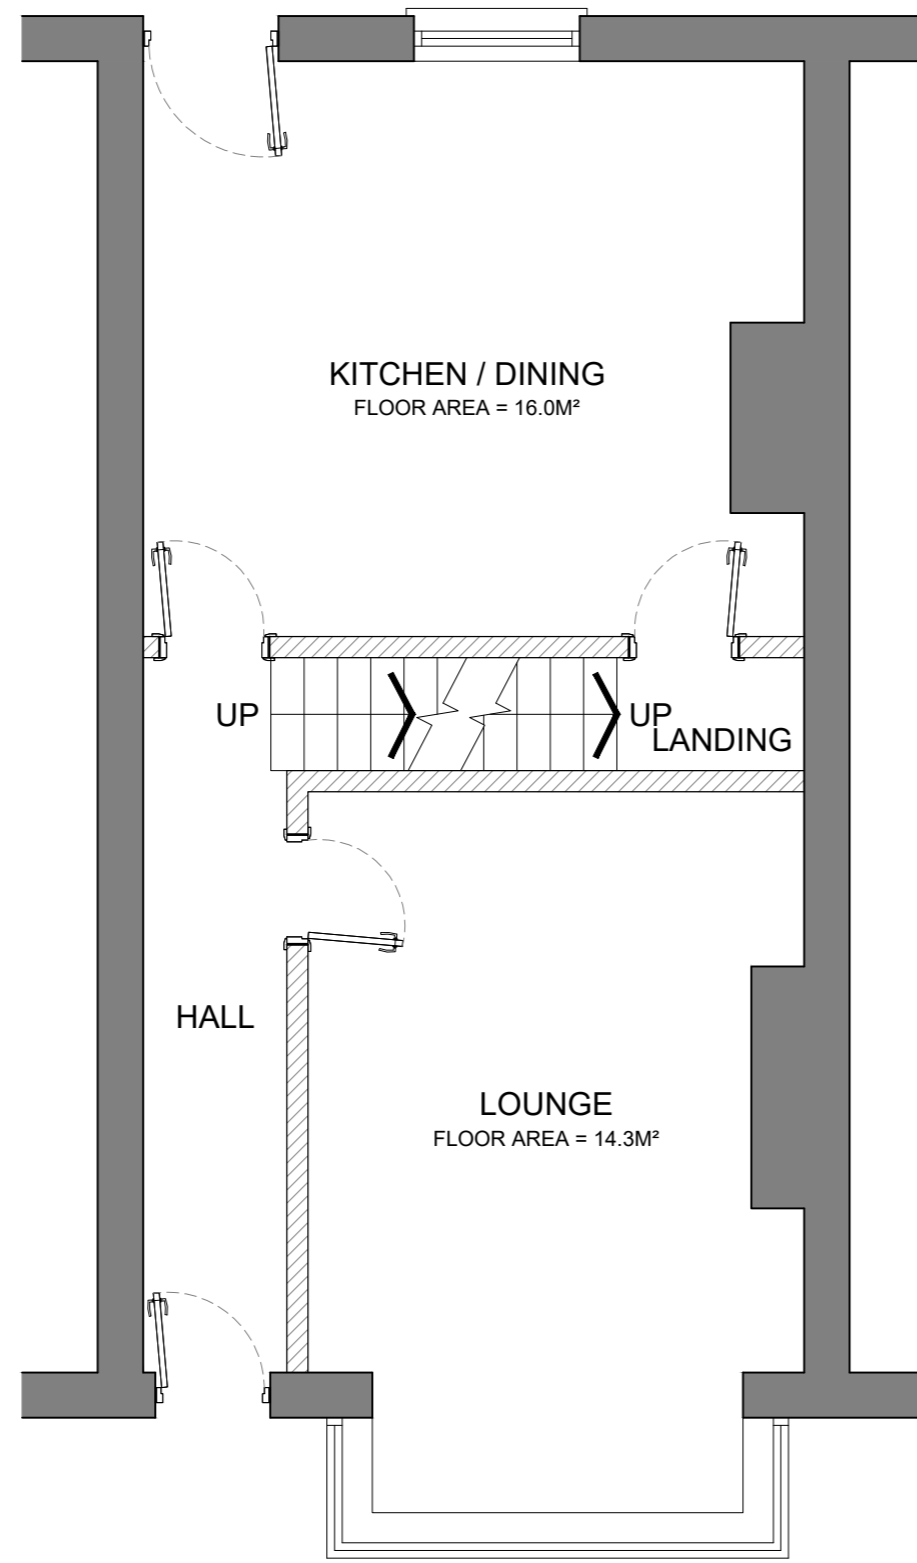 KITCHEN / DINING
FLOOR AREA = 16.0M²
UP
UP
LANDING
HALL
LOUNGE
FLOOR AREA = 14.3M²